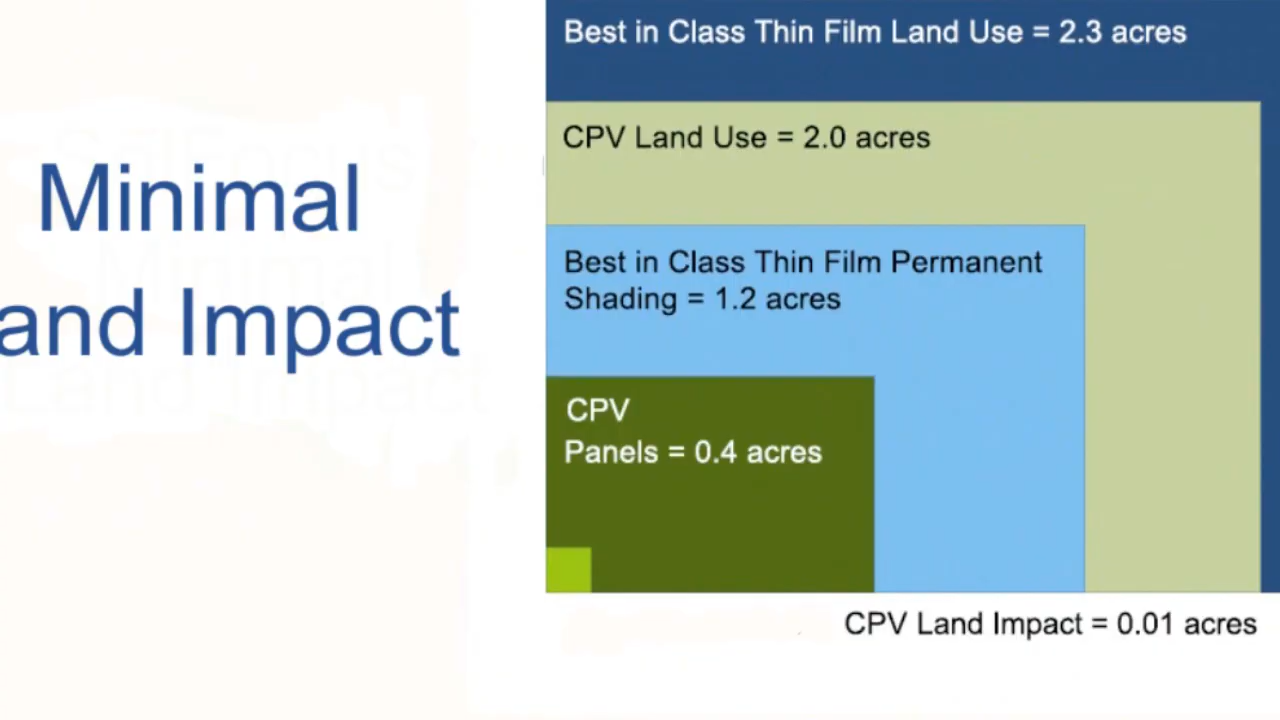 Minimal
and Impact
Best in Class Thin Film Land Use = 2.3 acres
CPV Land Use = 2.0 acres
Best in Class Thin Film Permanent
Shading = 1.2 acres
CPV
Panels = 0.4 acres
CPV Land Impact = 0.01 acres